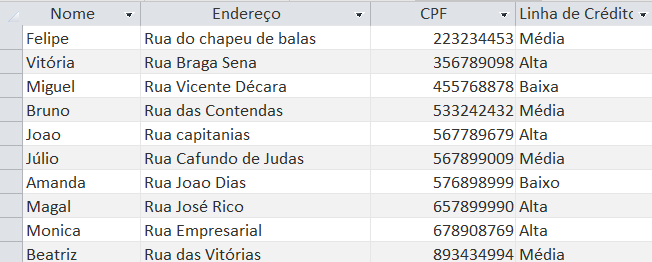 Nome Endereço CPF Linha de Crédito
Felipe Rua do chapeu de balas 223234453 Média
Vitória Rua Braga Sena 356789098 Alta
Miguel Rua Vicente Décara 455768878 Baixa
Bruno Rua das Contendas 533242432 Média
Joao Rua capitanias 567789679 Alta
Júlio Rua Cafundo de Judas 567899009 Média
Amanda Rua Joao Dias 576898999 Baixo
Magal Rua José Rico 657899990 Alta
Monica Rua Empresarial 678908769 Alta
Beatriz Rua das Vitórias 893434994 Média